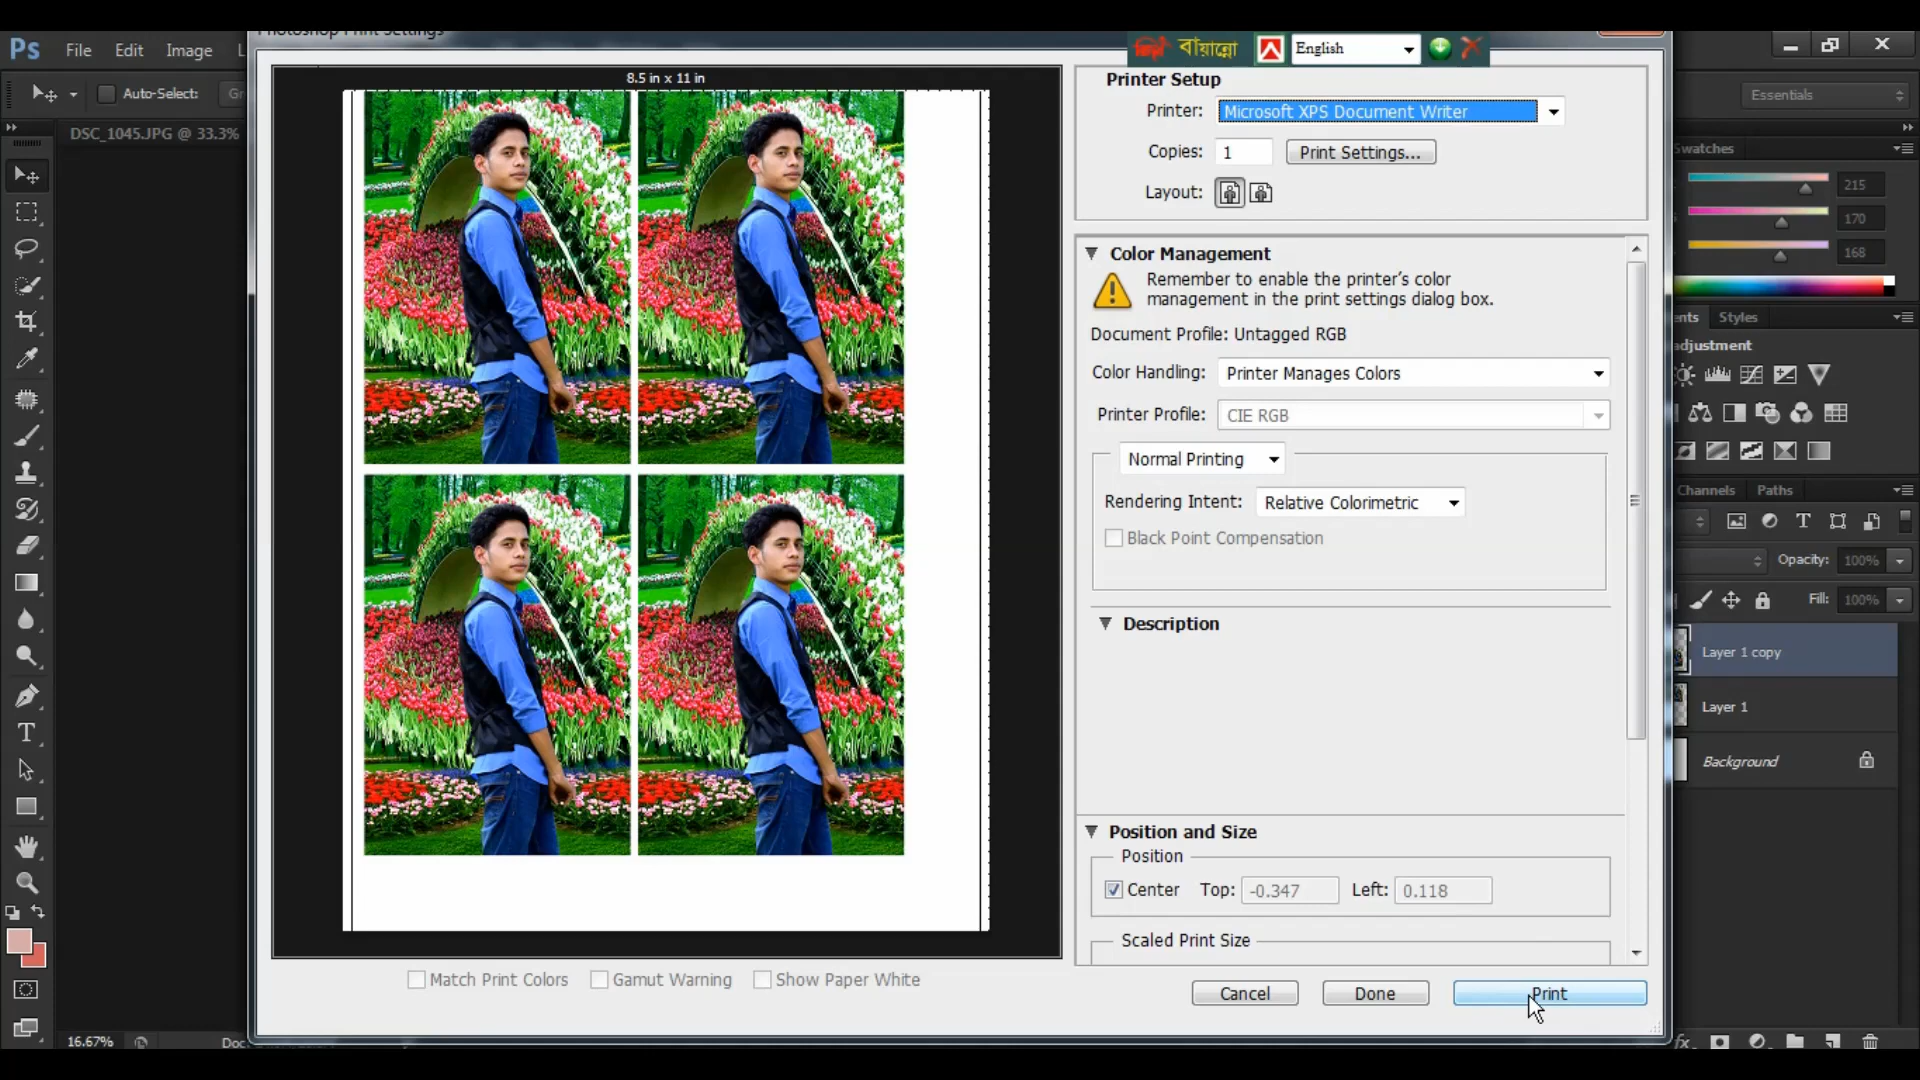 Photoshop Print Settings
বায়ান্নো
English
Ps
File
Edit
Image
Auto-Select:
Essentials
DSC_1045.JPG @ 33.3%
8.5 in x 11 in
Printer Setup
Printer: Microsoft XPS Document Writer
Copies: 1
Print Settings...
Layout:
Color Management
Remember to enable the printer's color
management in the print settings dialog box.
Document Profile: Untagged RGB
Color Handling: Printer Manages Colors
Printer Profile: CIE RGB
Normal Printing
Rendering Intent: Relative Colorimetric
Black Point Compensation
Description
Position and Size
Position
Center Top: -0.347 Left: 0.118
Scaled Print Size
Match Print Colors
Gamut Warning
Show Paper White
Cancel
Done
Print
Swatches
215
170
168
Styles
Channels
Paths
Opacity: 100%
Fill: 100%
Layer 1 copy
Layer 1
Background
16.67%